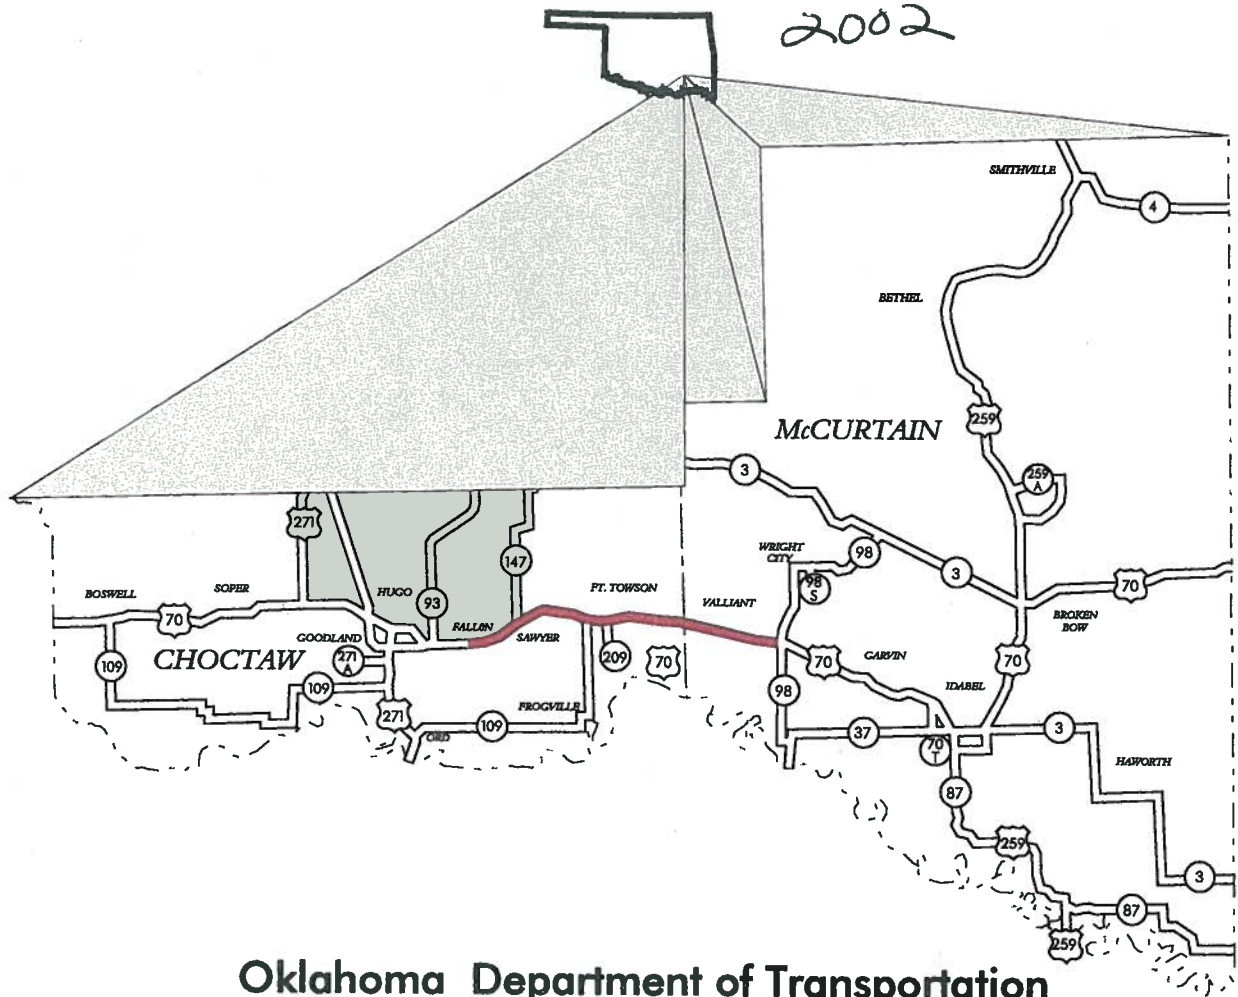 2002
SMITHVILLE
4
BETHEL
259
McCURTAIN
3
259
A
271
WRIGHT
CITY
98
147
98
S
3
70
BOSWELL
SOPER
HUGO
93
FT. TOWSON
VALLIANT
BROKEN
BOW
70
FALLON
SAWYER
GOODLAND
CHOCTAW
271
A
109
209
70
70
GARVIN
70
109
98
IDABEL
271
FROGVILLE
109
ORD
37
70
T
3
HAWORTH
87
259
3
87
259
Oklahoma Department of Transportation